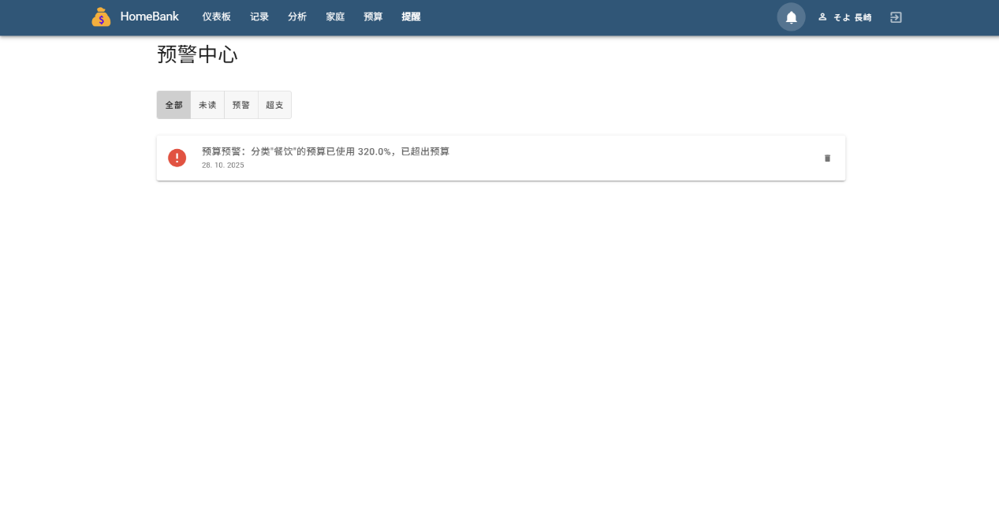 HomeBank 仪表板 记录 分析 家庭 预算 提醒 そよ 長崎
预警中心
全部 未读 预警 超支
预算预警：分类"餐饮"的预算已使用 320.0%，已超出预算
28. 10. 2025